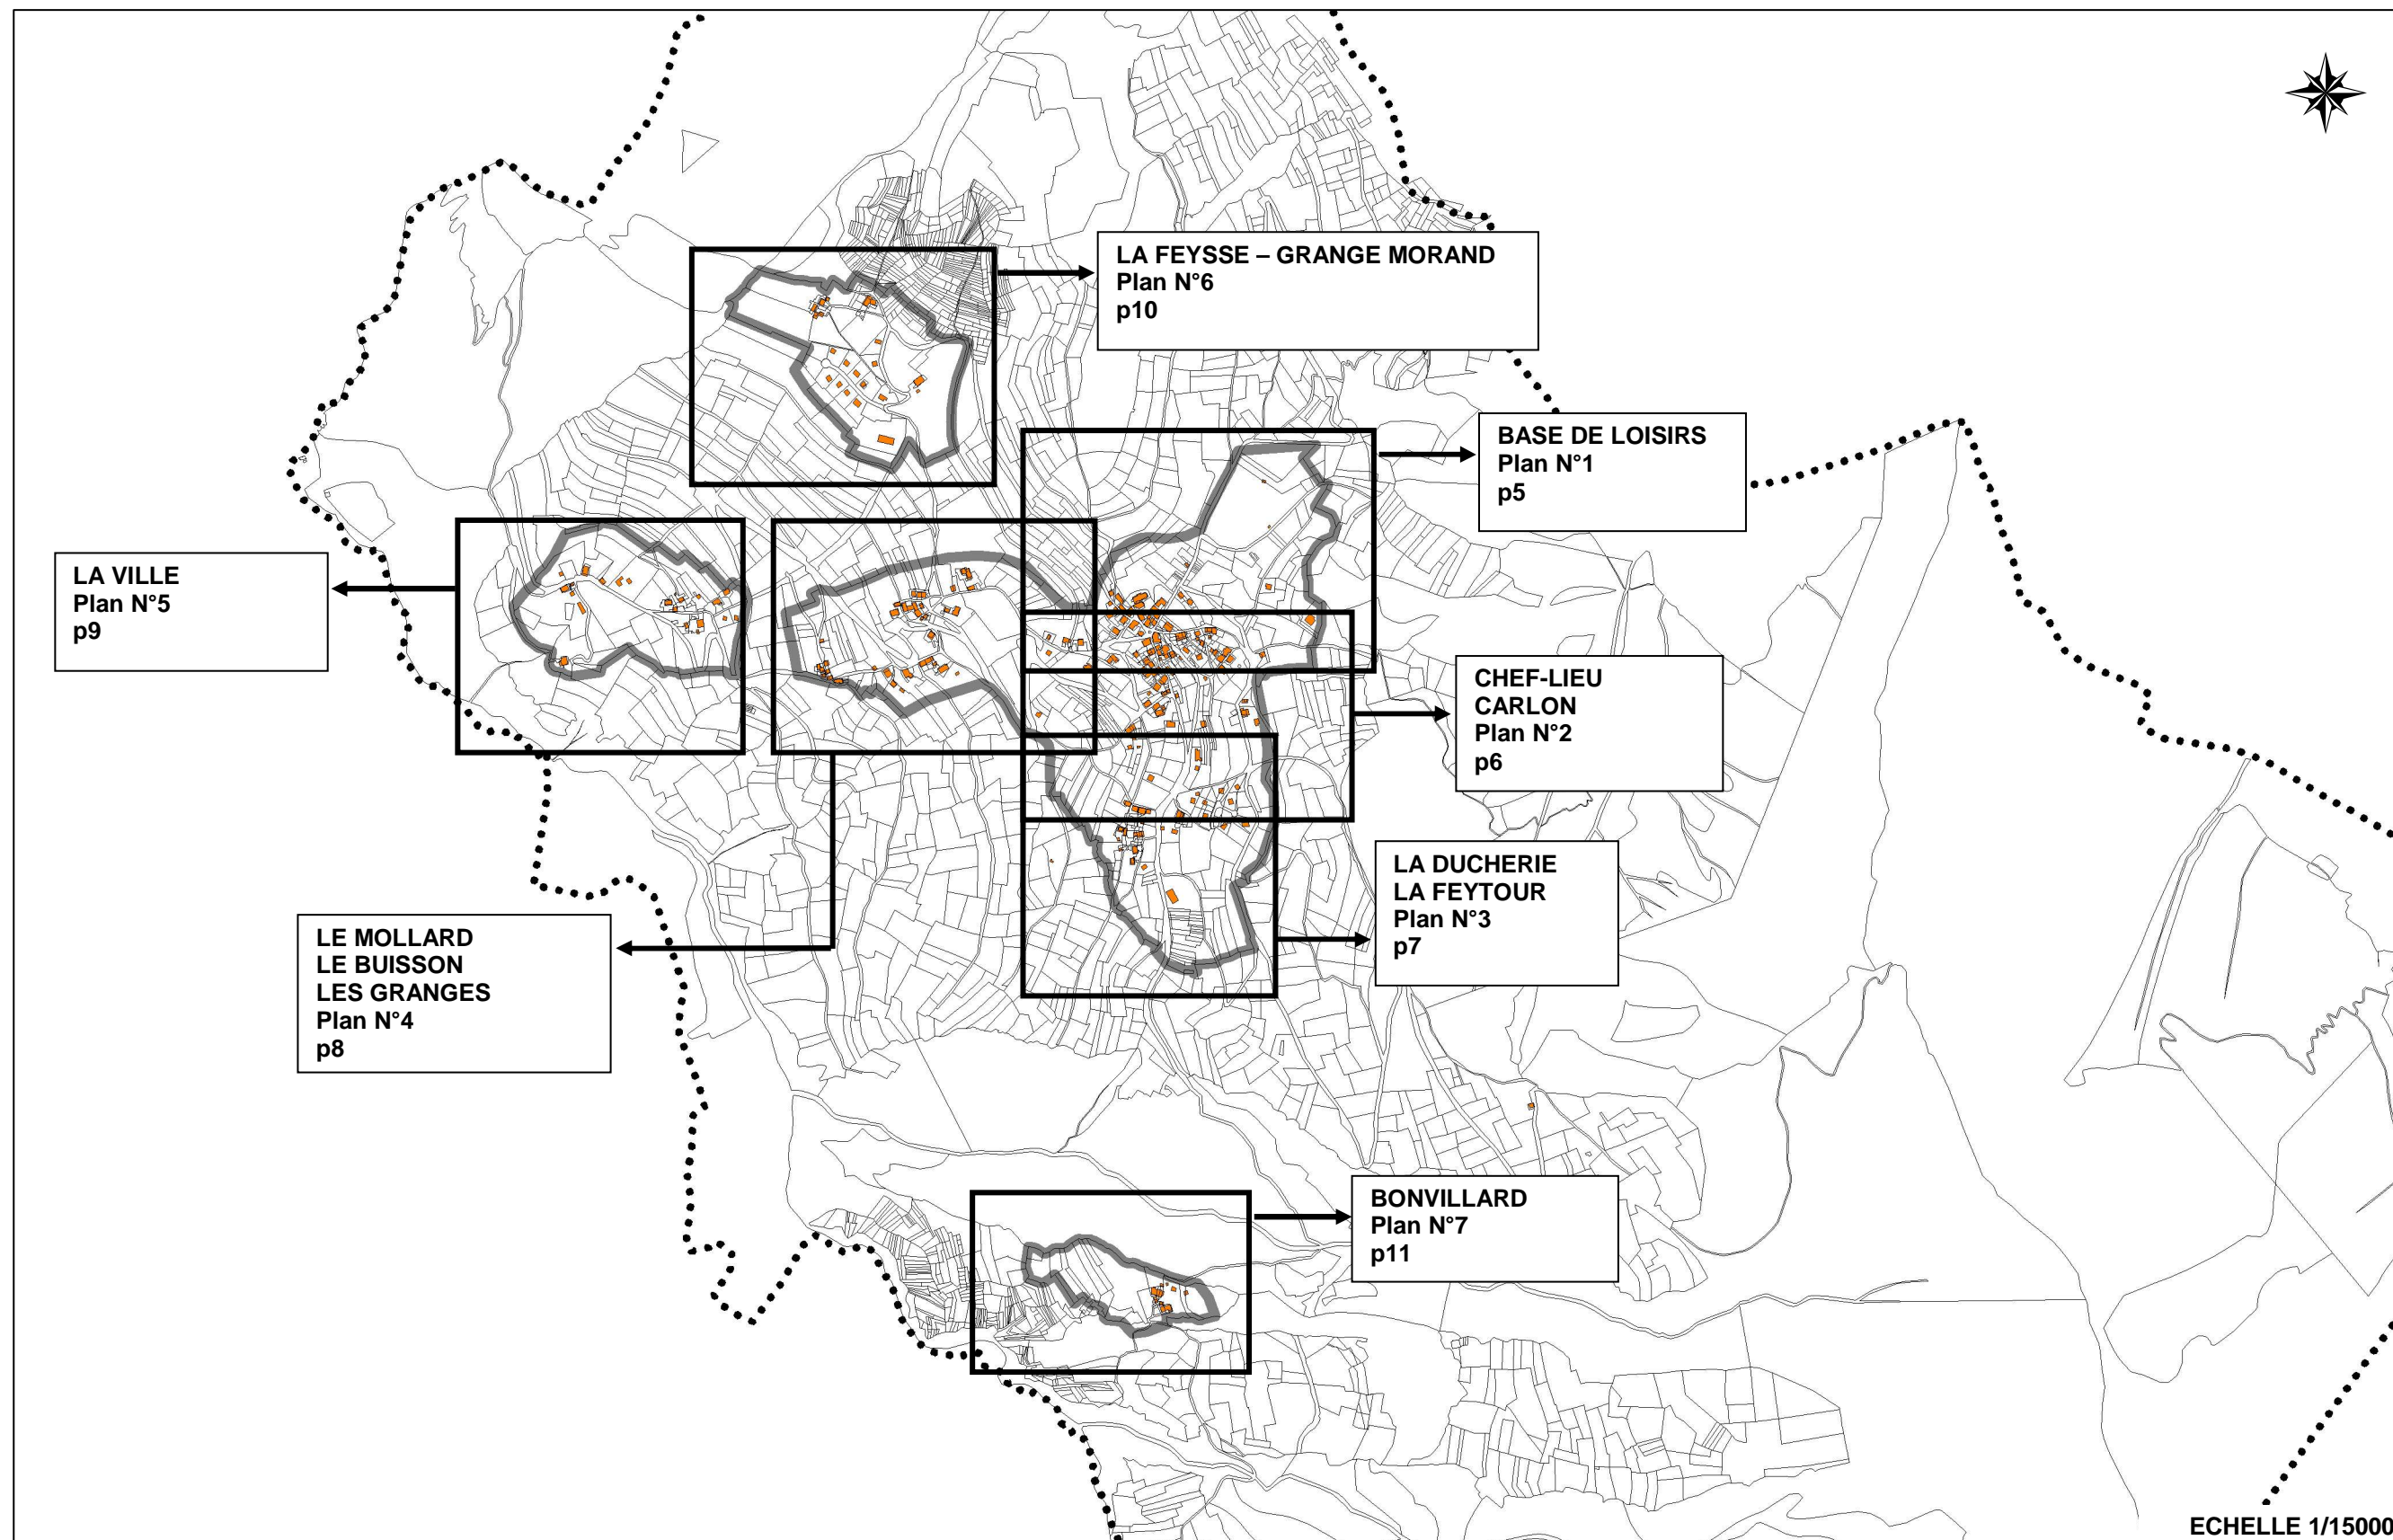 LA FEYSSE – GRANGE MORAND
Plan N°6
p10
BASE DE LOISIRS
Plan N°1
p5
LA VILLE
Plan N°5
p9
CHEF-LIEU
CARLON
Plan N°2
p6
LA DUCHERIE
LA FEYTOUR
Plan N°3
p7
LE MOLLARD
LE BUISSON
LES GRANGES
Plan N°4
p8
BONVILLARD
Plan N°7
p11
ECHELLE 1/15000